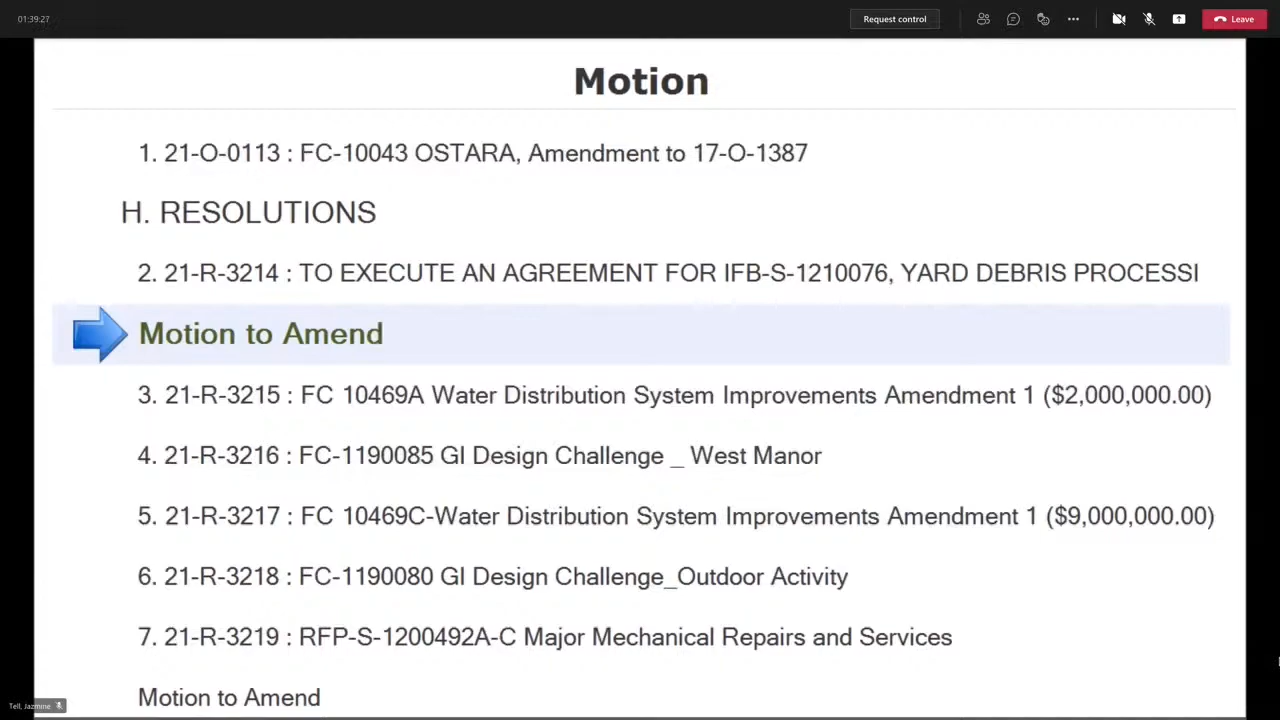 01:39:27
Request control
Leave
Motion
1. 21-O-0113 : FC-10043 OSTARA, Amendment to 17-O-1387
H. RESOLUTIONS
2. 21-R-3214 : TO EXECUTE AN AGREEMENT FOR IFB-S-1210076, YARD DEBRIS PROCESSI
Motion to Amend
3. 21-R-3215 : FC 10469A Water Distribution System Improvements Amendment 1 ($2,000,000.00)
4. 21-R-3216 : FC-1190085 GI Design Challenge _ West Manor
5. 21-R-3217 : FC 10469C-Water Distribution System Improvements Amendment 1 ($9,000,000.00)
6. 21-R-3218 : FC-1190080 GI Design Challenge_Outdoor Activity
7. 21-R-3219 : RFP-S-1200492A-C Major Mechanical Repairs and Services
Motion to Amend
Tell, Jazmine